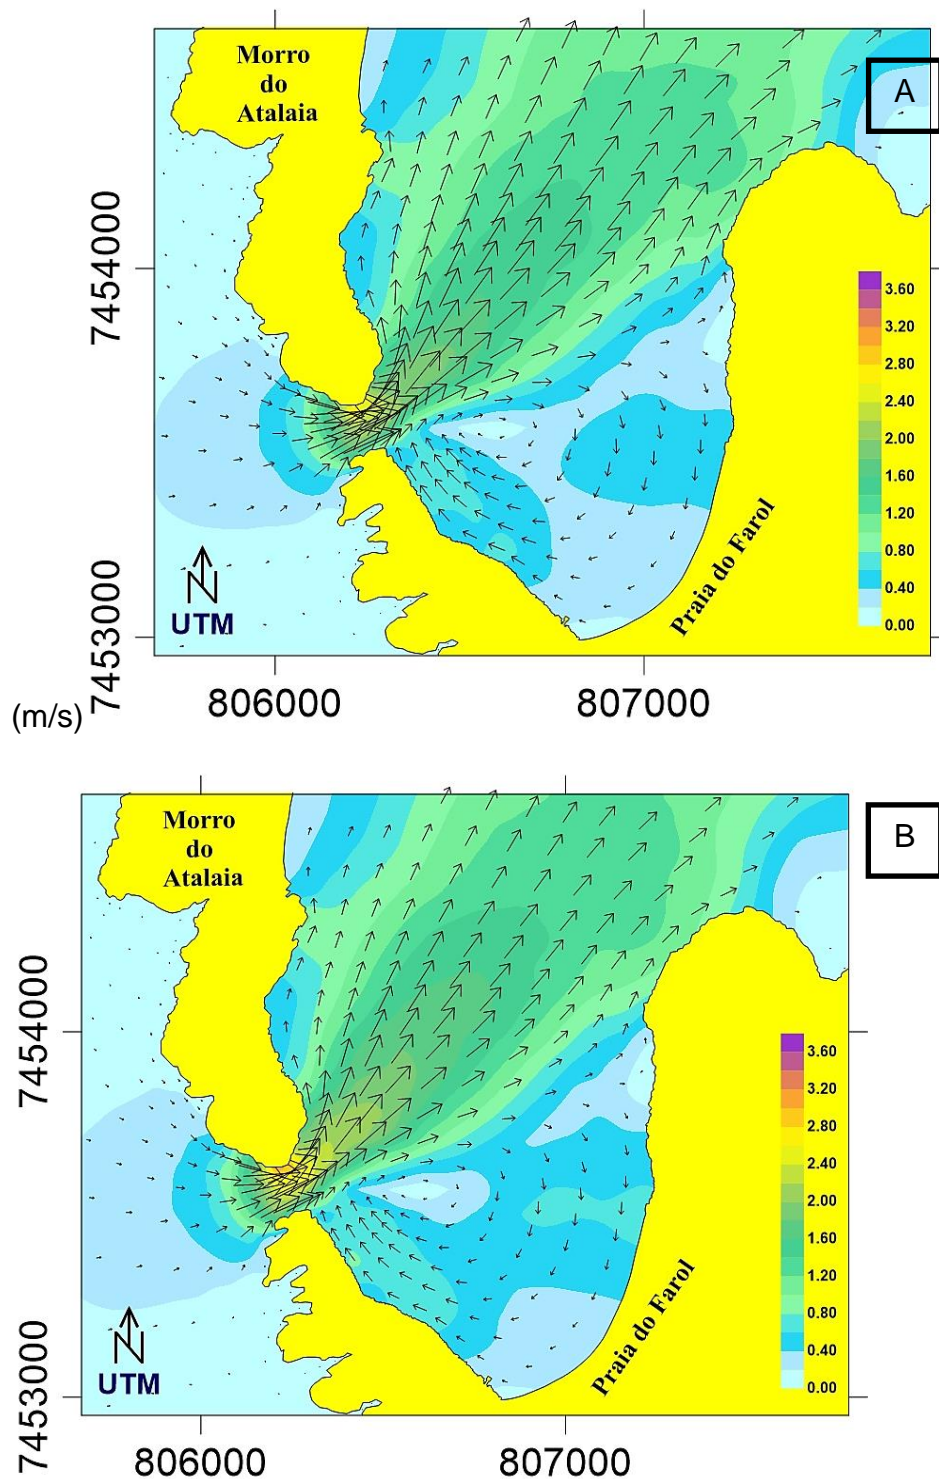 Morro
do
Atalaia
A
7454000
3.60
3.20
2.80
2.40
2.00
1.60
1.20
0.80
0.40
0.00
Praia do Farol
N
UTM
7453000
806000
807000
(m/s)
Morro
do
Atalaia
B
7454000
3.60
3.20
2.80
2.40
2.00
1.60
1.20
0.80
0.40
0.00
Praia do Farol
N
UTM
7453000
806000
807000